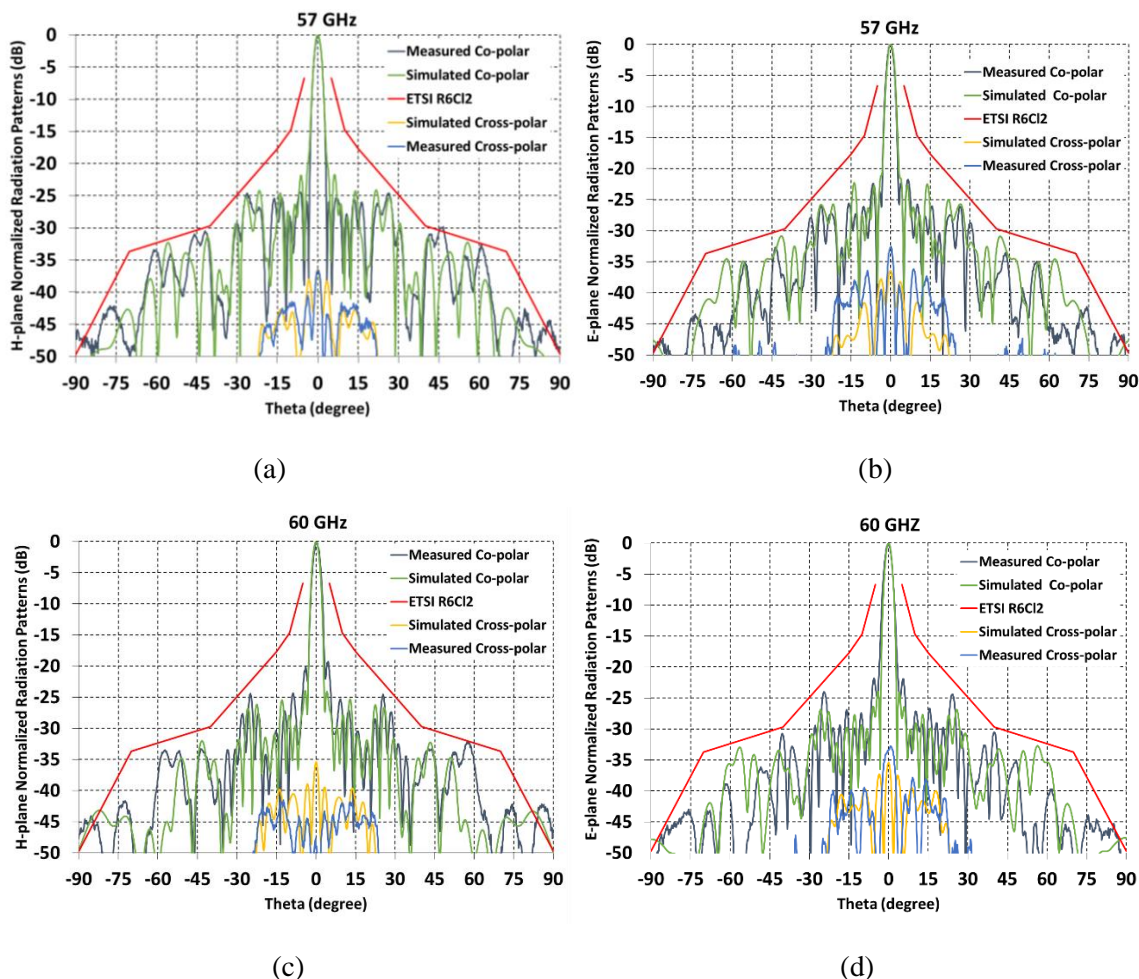 57 GHz
H-plane Normalized Radiation Patterns (dB)
0
-5
-10
-15
-20
-25
-30
-35
-40
-45
-50
Measured Co-polar
Simulated Co-polar
ETSI R6Cl2
Simulated Cross-polar
Measured Cross-polar
-90 -75 -60 -45 -30 -15 0 15 30 45 60 75 90
Theta (degree)
(a)
57 GHz
E-plane Normalized Radiation Patterns (dB)
0
-5
-10
-15
-20
-25
-30
-35
-40
-45
-50
Measured Co-polar
Simulated Co-polar
ETSI R6Cl2
Simulated Cross-polar
Measured Cross-polar
-90 -75 -60 -45 -30 -15 0 15 30 45 60 75 90
Theta (degree)
(b)
60 GHz
H-plane Normalized Radiation Patterns (dB)
0
-5
-10
-15
-20
-25
-30
-35
-40
-45
-50
Measured Co-polar
Simulated Co-polar
ETSI R6Cl2
Simulated Cross-polar
Measured Cross-polar
-90 -75 -60 -45 -30 -15 0 15 30 45 60 75 90
Theta (degree)
(c)
60 GHZ
E-plane Normalized Radiation Patterns (dB)
0
-5
-10
-15
-20
-25
-30
-35
-40
-45
-50
Measured Co-polar
Simulated Co-polar
ETSI R6Cl2
Simulated Cross-polar
Measured Cross-polar
-90 -75 -60 -45 -30 -15 0 15 30 45 60 75 90
Theta (degree)
(d)